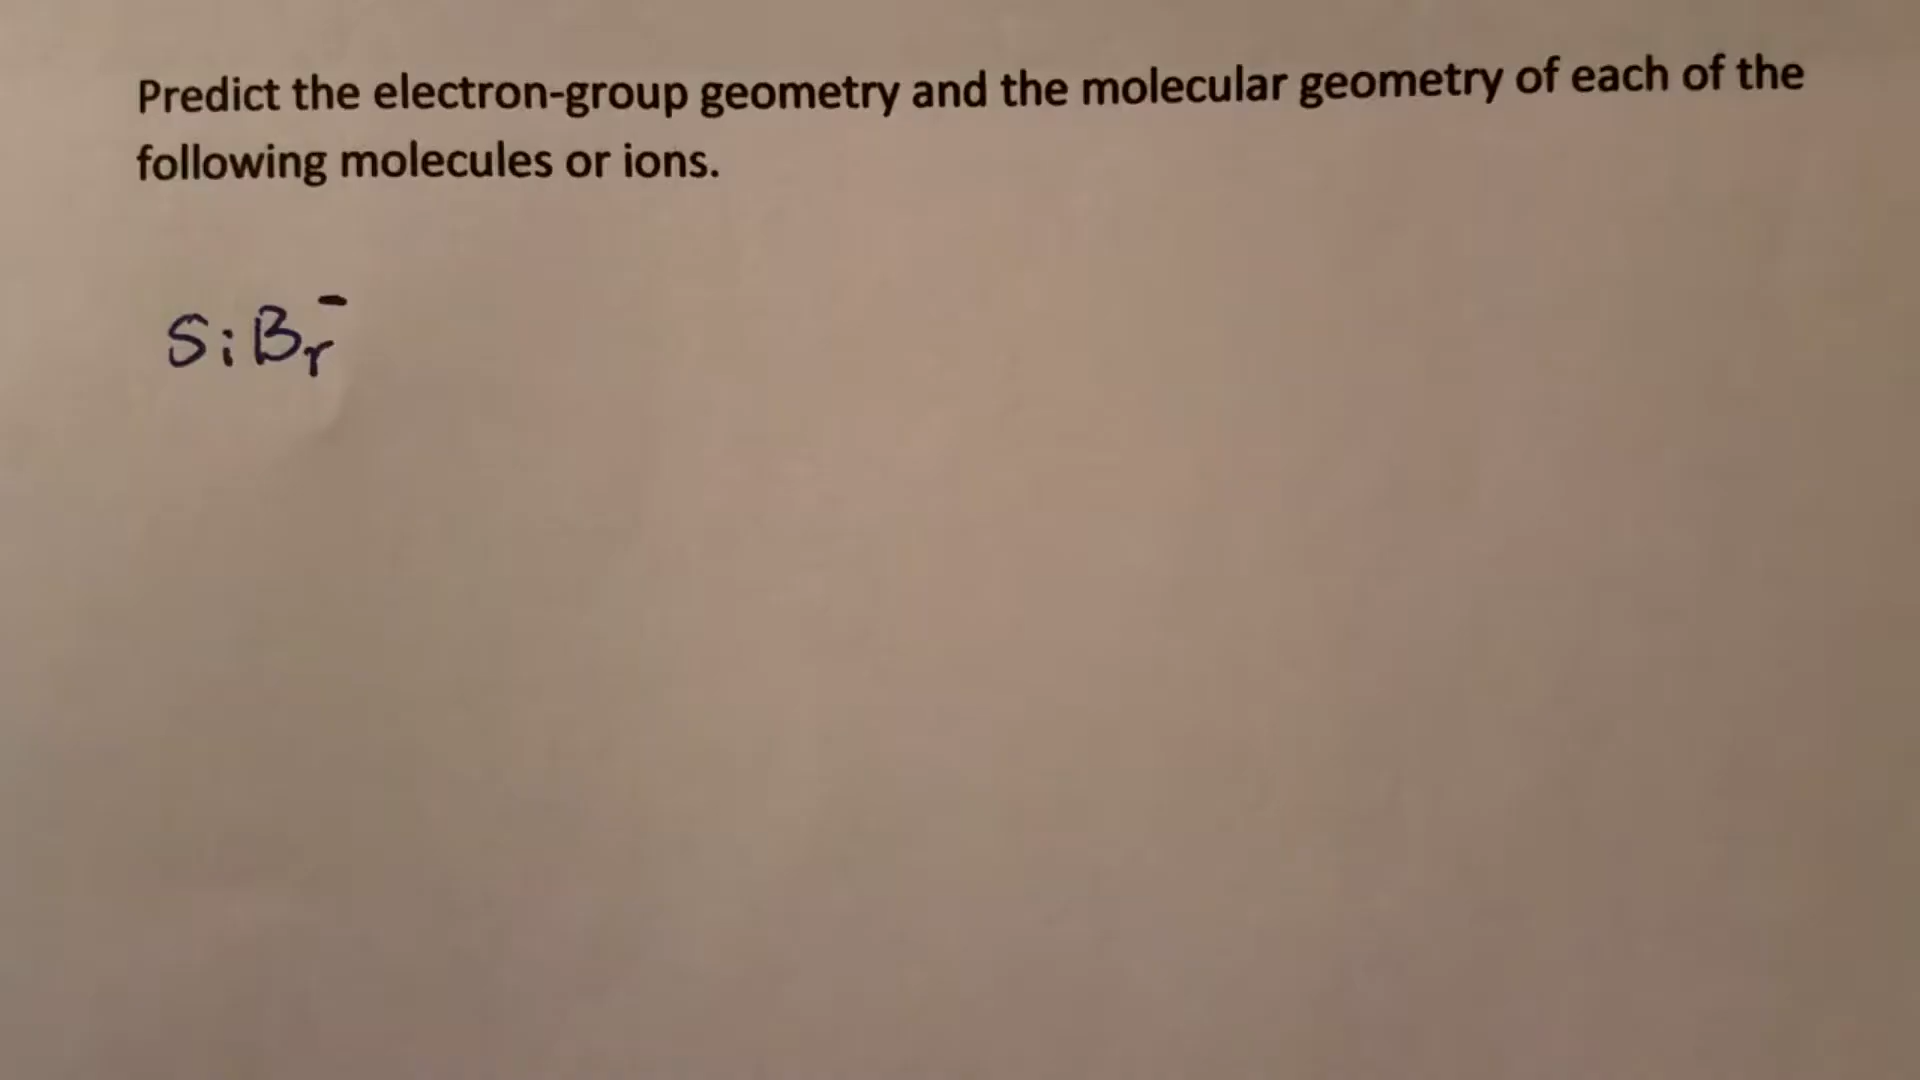 Predict the electron-group geometry and the molecular geometry of each of the
following molecules or ions.
SiBr⁻